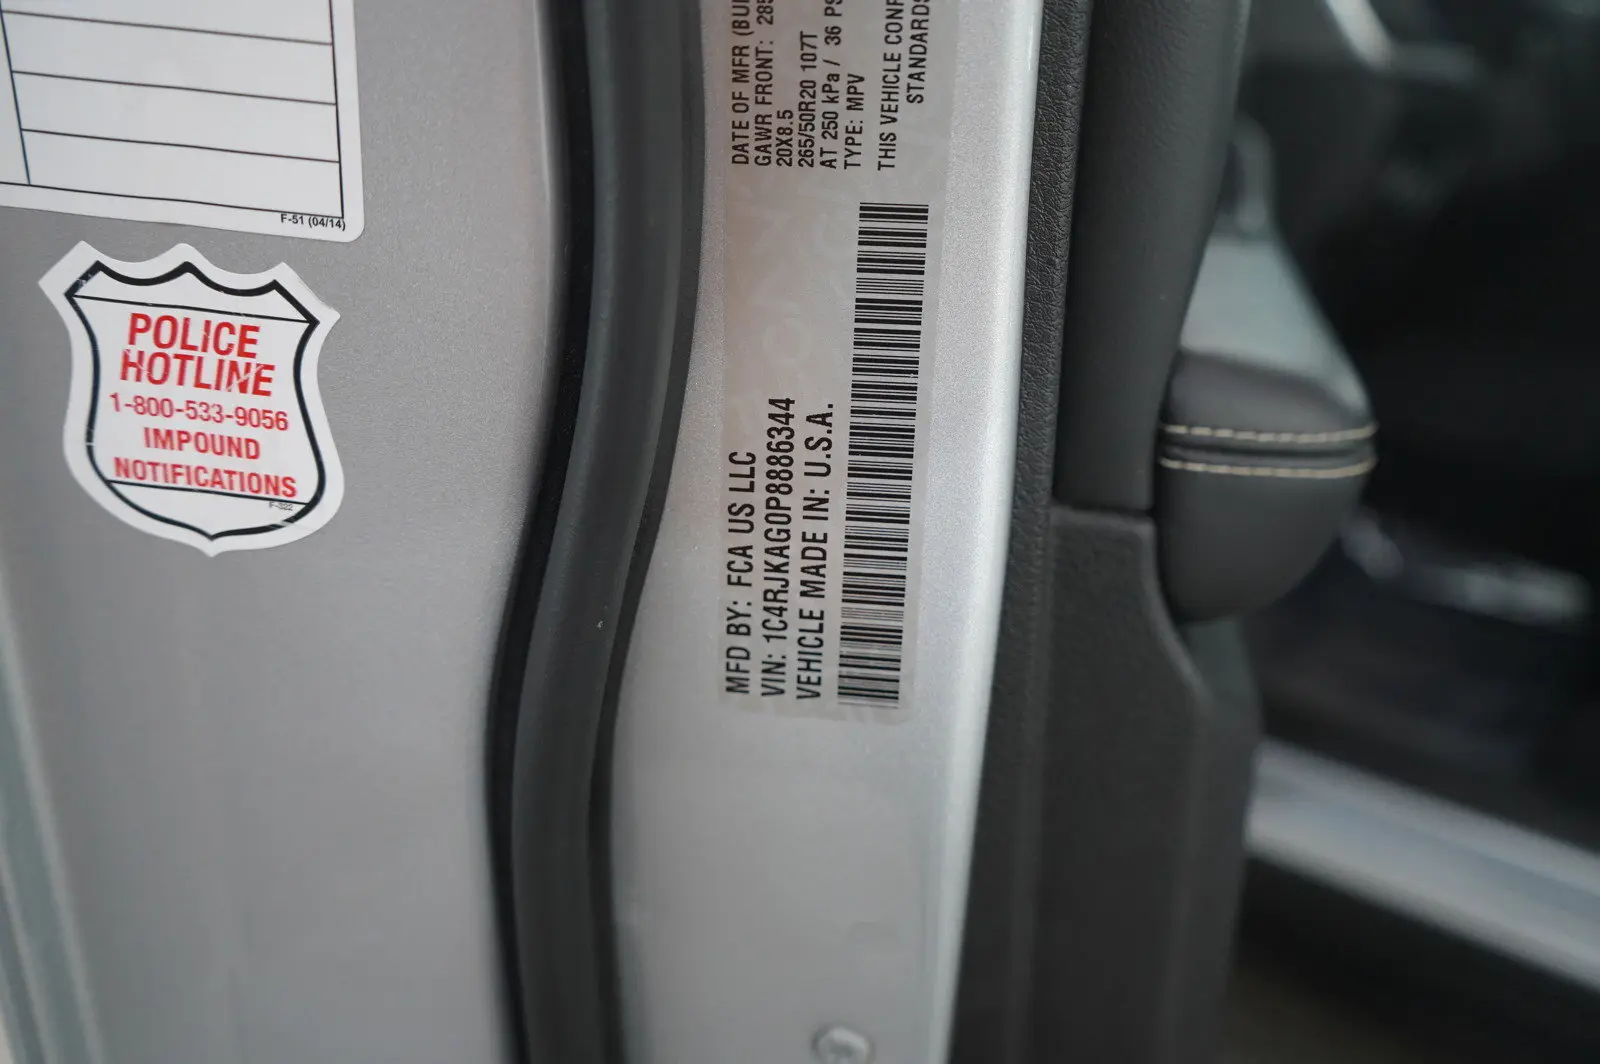 F-51 (04/14)
POLICE
HOTLINE
1-800-533-9056
IMPOUND
NOTIFICATIONS
F-322
MFD BY: FCA US LLC
VIN: 1C4RJKAG0P8886344
VEHICLE MADE IN: U.S.A.
DATE OF MFR
GAWR FRONT:
20X8.5
265/50R20 107T
AT 250 kPa / 36
TYPE: MPV
THIS VEHICLE
STANDARDS